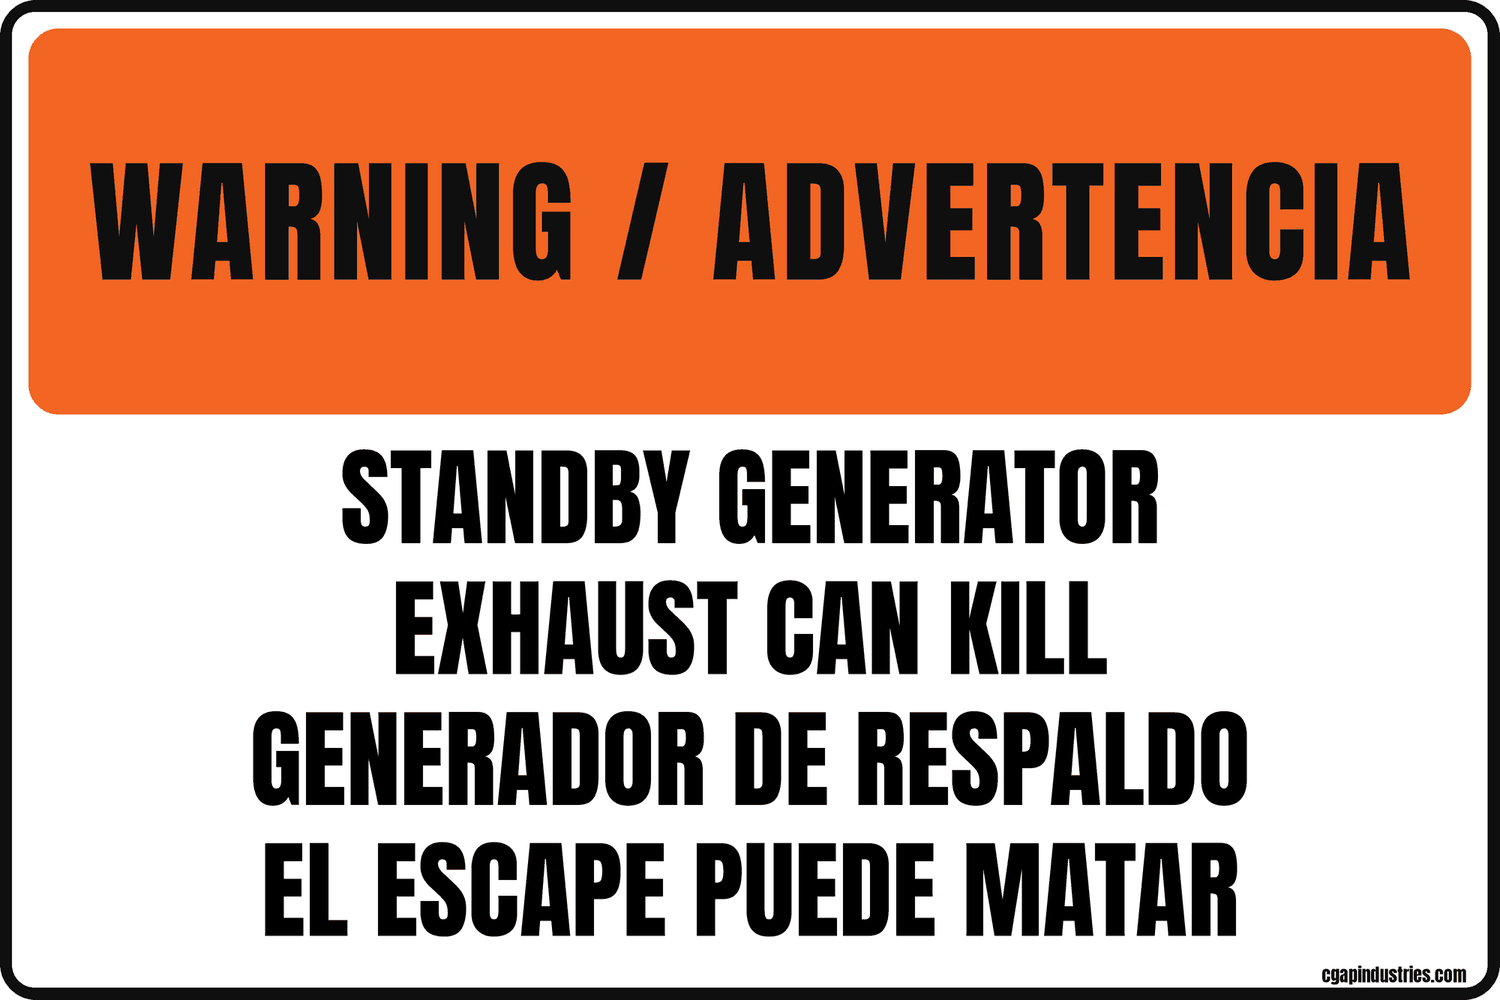 WARNING / ADVERTENCIA
STANDBY GENERATOR
EXHAUST CAN KILL
GENERADOR DE RESPALDO
EL ESCAPE PUEDE MATAR
cgapindustries.com